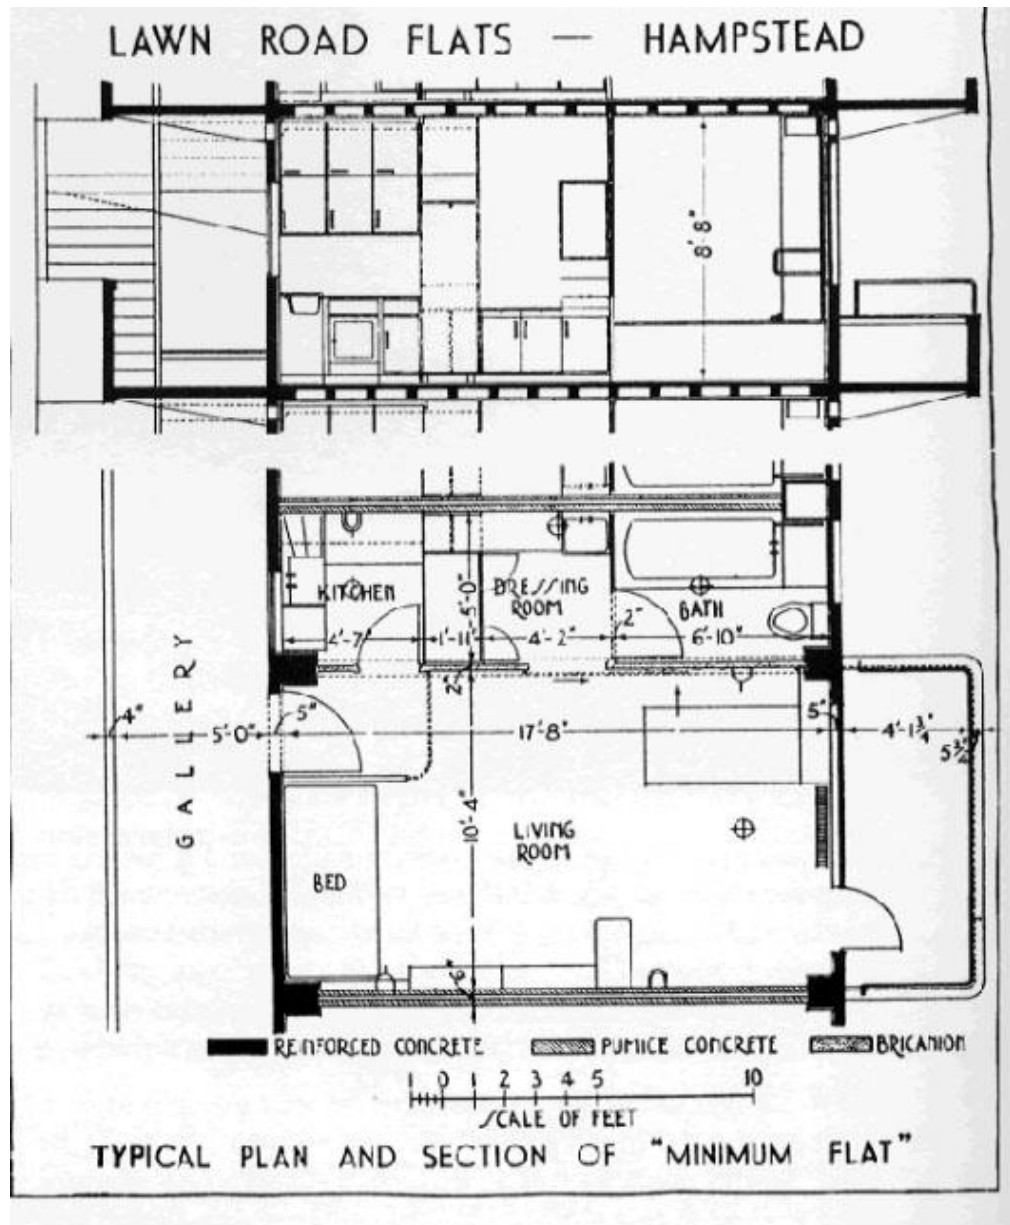 LAWN ROAD FLATS — HAMPSTEAD
8'-8"
KITCHEN
DRESSING
ROOM
BATH
5'-0"
2"
4'-7"
1'-11"
4'-2"
6'-10"
2"
GALLERY
4"
5'-0"
5"
17'-8"
5"
4'-1¾"
5¾"
10'-4"
LIVING
ROOM
BED
6"
REINFORCED CONCRETE PUMICE CONCRETE BRICANION
1 0 1 2 3 4 5 10
SCALE OF FEET
TYPICAL PLAN AND SECTION OF "MINIMUM FLAT"